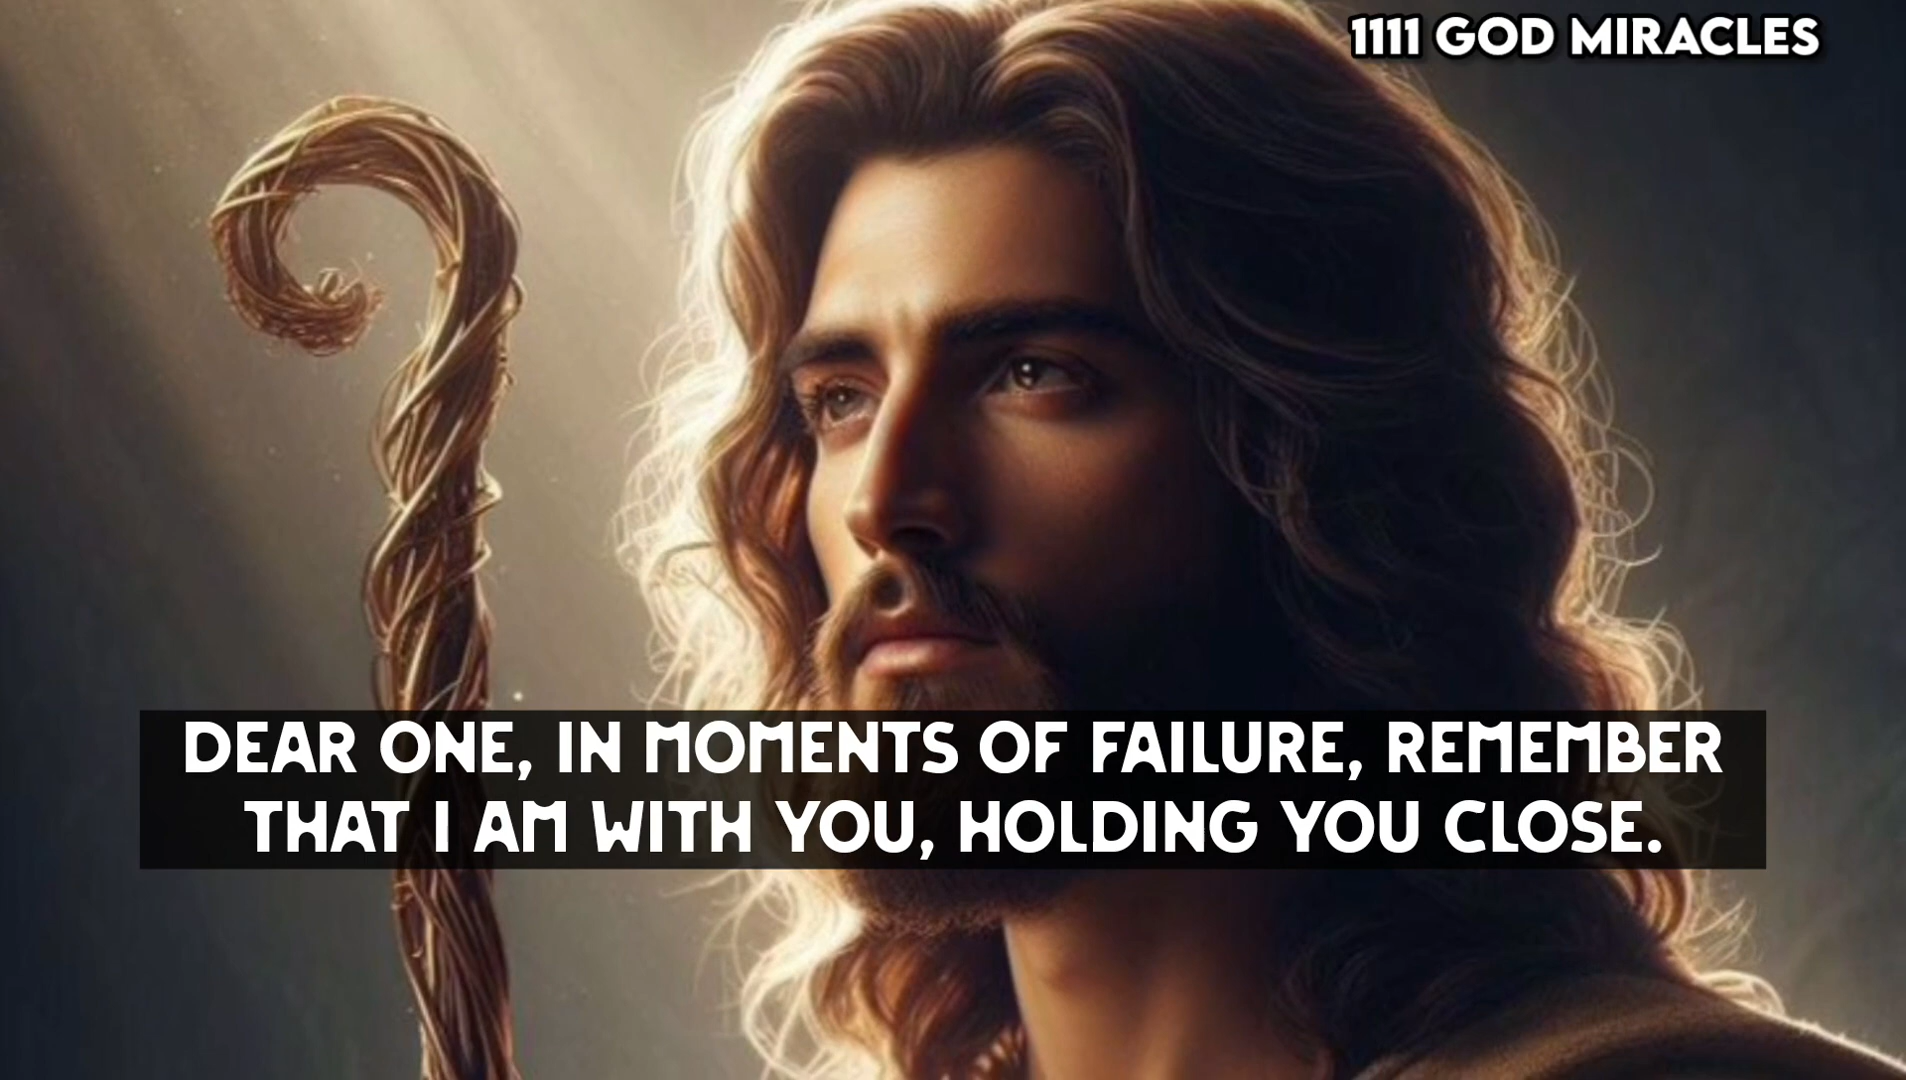 1111 GOD MIRACLES
DEAR ONE, IN MOMENTS OF FAILURE, REMEMBER
THAT I AM WITH YOU, HOLDING YOU CLOSE.